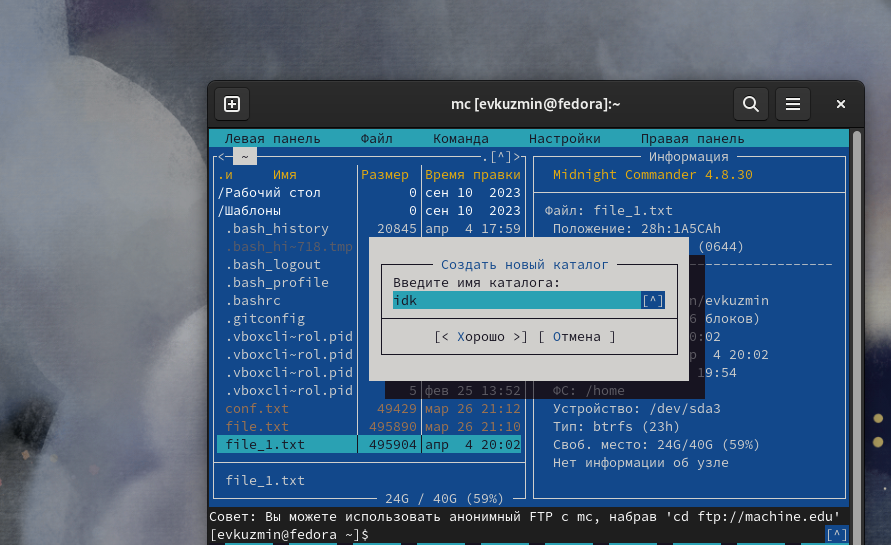 mc [evkuzmin@fedora]:~
Левая панель Файл Команда Настройки Правая панель
<- ~ .[^]> Информация
.и Имя Размер Время правки Midnight Commander 4.8.30
/Рабочий стол 0 сен 10 2023
/Шаблоны 0 сен 10 2023 Файл: file_1.txt
.bash_history 20845 апр 4 17:59 Положение: 28h:1A5CAh
.bash_hi-718.tmp (0644)
.bash_logout Создать новый каталог
.bash_profile Введите имя каталога:
.bashrc idk [^] n/evkuzmin
.gitconfig 6 блоков)
.vboxcli~rol.pid [< Хорошо >] [ Отмена ] 0:02
.vboxcli~rol.pid р 4 20:02
.vboxcli~rol.pid 19:54
.vboxcli~rol.pid 5 фев 25 13:52 ФС: /home
conf.txt 49429 мар 26 21:12 Устройство: /dev/sda3
file.txt 495890 мар 26 21:10 Тип: btrfs (23h)
file_1.txt 495904 апр 4 20:02 Своб. место: 24G/40G (59%)
Нет информации об узле
file_1.txt
24G / 40G (59%)
Совет: Вы можете использовать анонимный FTP с mc, набрав 'cd ftp://machine.edu'
[evkuzmin@fedora ~]$ [^]